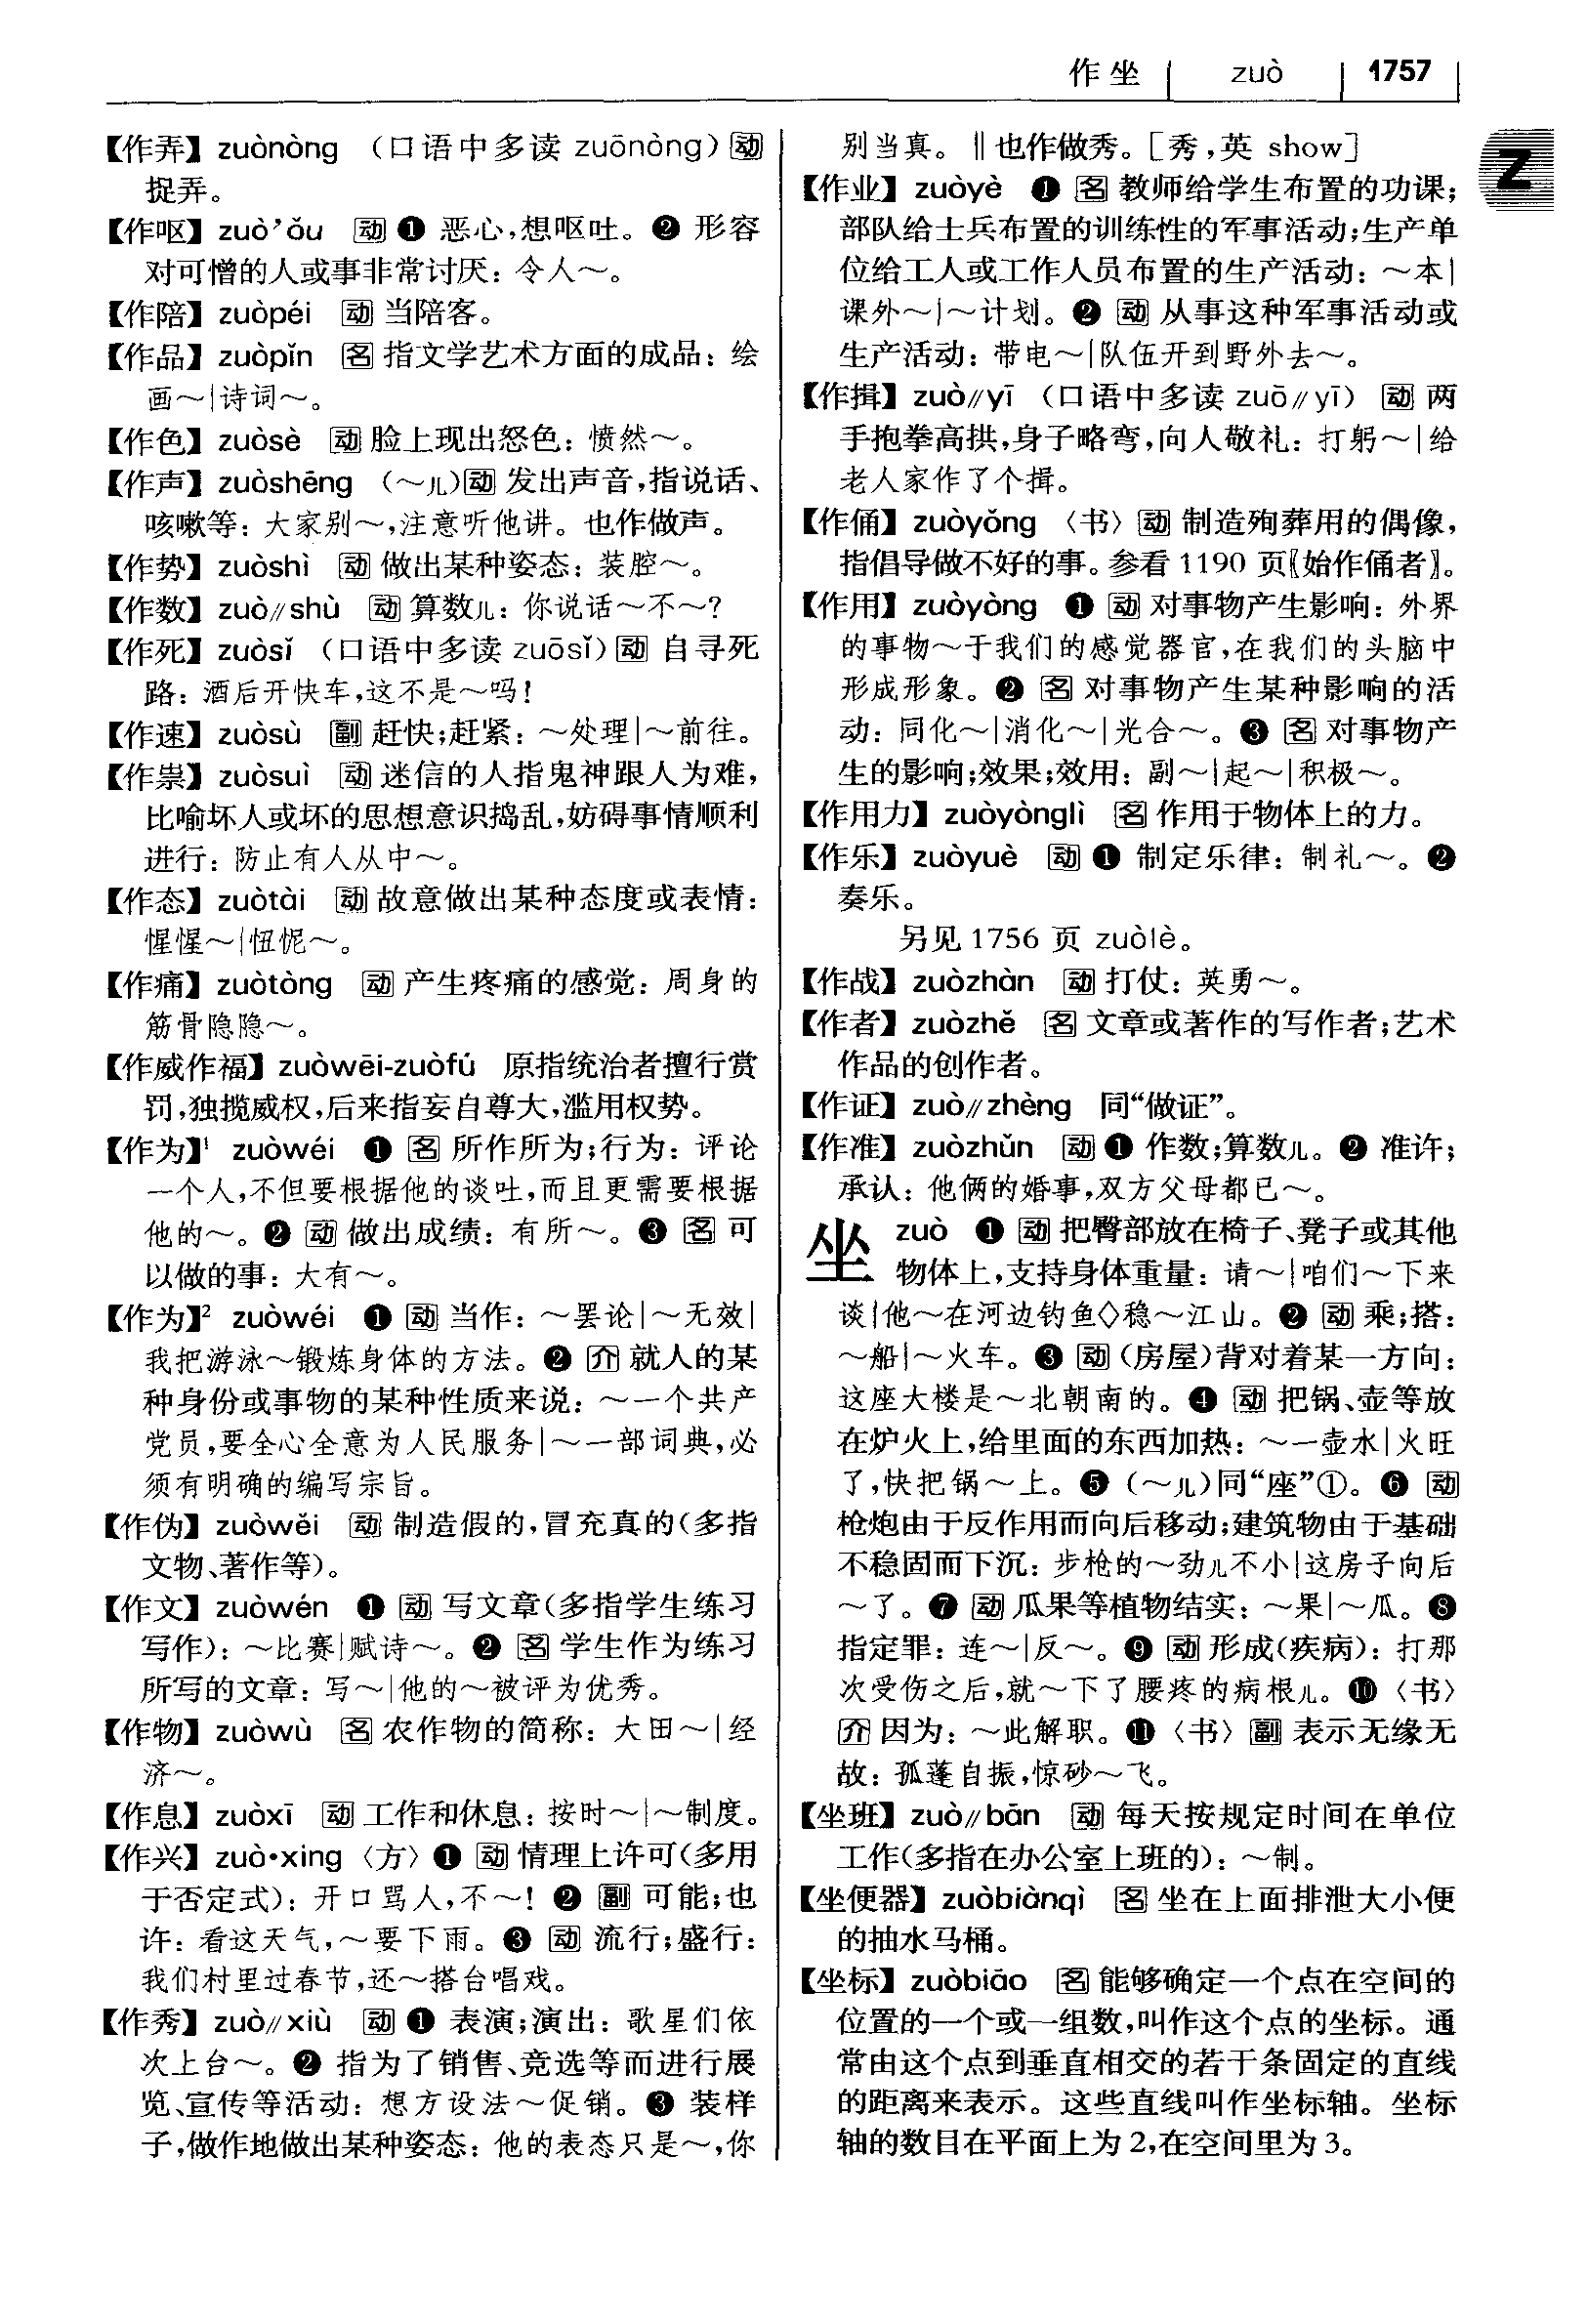 作坐 zuò 1757
Z
【作弄】 zuònòng （口语中多读 zuōnòng）动
捉弄。
【作呕】 zuò’ǒu 动 ❶ 恶心，想呕吐。❷ 形容
对可憎的人或事非常讨厌：令人～。
【作陪】 zuòpéi 动 当陪客。
【作品】 zuòpǐn 名 指文学艺术方面的成品：绘
画～|诗词～。
【作色】 zuòsè 动 脸上现出怒色：愤然～。
【作声】 zuòshēng （～儿）动 发出声音，指说话、
咳嗽等：大家别～，注意听他讲。也作做声。
【作势】 zuòshì 动 做出某种姿态：装腔～。
【作数】 zuò//shù 动 算数儿：你说话～不～？
【作死】 zuòsǐ （口语中多读 zuōsǐ）动 自寻死
路：酒后开快车，这不是～吗！
【作速】 zuòsù 副 赶快；赶紧：～处理|～前往。
【作祟】 zuòsuì 动 迷信的人指鬼神跟人为难，
比喻坏人或坏的思想意识捣乱，妨碍事情顺利
进行：防止有人从中～。
【作态】 zuòtài 动 故意做出某种态度或表情：
惺惺～|忸怩～。
【作痛】 zuòtòng 动 产生疼痛的感觉：周身的
筋骨隐隐～。
【作威作福】 zuòwēi-zuòfú 原指统治者擅行赏
罚，独揽威权，后来指妄自尊大，滥用权势。
【作为】¹ zuòwéi ❶ 名 所作所为；行为：评论
一个人，不但要根据他的谈吐，而且更需要根据
他的～。❷ 动 做出成绩：有所～。❸ 名 可
以做的事：大有～。
【作为】² zuòwéi ❶ 动 当作：～罢论|～无效|
我把游泳～锻炼身体的方法。❷ 介 就人的某
种身份或事物的某种性质来说：～一个共产
党员，要全心全意为人民服务|～一部词典，必
须有明确的编写宗旨。
【作伪】 zuòwěi 动 制造假的，冒充真的（多指
文物、著作等）。
【作文】 zuòwén ❶ 动 写文章（多指学生练习
写作）：～比赛|赋诗～。❷ 名 学生作为练习
所写的文章：写～|他的～被评为优秀。
【作物】 zuòwù 名 农作物的简称：大田～|经
济～。
【作息】 zuòxī 动 工作和休息：按时～|～制度。
【作兴】 zuò•xing 〈方〉❶ 动 情理上许可（多用
于否定式）：开口骂人，不～！❷ 副 可能；也
许：看这天气，～要下雨。❸ 动 流行；盛行：
我们村里过春节，还～搭台唱戏。
【作秀】 zuò//xiù 动 ❶ 表演；演出：歌星们依
次上台～。❷ 指为了销售、竞选等而进行展
览、宣传等活动：想方设法～促销。❸ 装样
子，做作地做出某种姿态：他的表态只是～，你
别当真。‖也作做秀。［秀，英 show］
【作业】 zuòyè ❶ 名 教师给学生布置的功课；
部队给士兵布置的训练性的军事活动；生产单
位给工人或工作人员布置的生产活动：～本|
课外～|～计划。❷ 动 从事这种军事活动或
生产活动：带电～|队伍开到野外去～。
【作揖】 zuò//yī （口语中多读 zuō//yī）动 两
手抱拳高拱，身子略弯，向人敬礼：打躬～|给
老人家作了个揖。
【作俑】 zuòyǒng 〈书〉动 制造殉葬用的偶像，
指倡导做不好的事。参看 1190 页〖始作俑者〗。
【作用】 zuòyòng ❶ 动 对事物产生影响：外界
的事物～于我们的感觉器官，在我们的头脑中
形成形象。❷ 名 对事物产生某种影响的活
动：同化～|消化～|光合～。❸ 名 对事物产
生的影响；效果；效用：副～|起～|积极～。
【作用力】 zuòyònglì 名 作用于物体上的力。
【作乐】 zuòyuè 动 ❶ 制定乐律：制礼～。❷
奏乐。
另见 1756 页 zuòlè。
【作战】 zuòzhàn 动 打仗：英勇～。
【作者】 zuòzhě 名 文章或著作的写作者；艺术
作品的创作者。
【作证】 zuò//zhèng 同“做证”。
【作准】 zuòzhǔn 动 ❶ 作数；算数儿。❷ 准许；
承认：他俩的婚事，双方父母都已～。
坐 zuò ❶ 动 把臀部放在椅子、凳子或其他
物体上，支持身体重量：请～|咱们～下来
谈|他～在河边钓鱼◇稳～江山。❷ 动 乘；搭：
～船|～火车。❸ 动（房屋）背对着某一方向：
这座大楼是～北朝南的。❹ 动 把锅、壶等放
在炉火上，给里面的东西加热：～一壶水|火旺
了，快把锅～上。❺（～儿）同“座”①。❻ 动
枪炮由于反作用而向后移动；建筑物由于基础
不稳固而下沉：步枪的～劲儿不小|这房子向后
～了。❼ 动 瓜果等植物结实：～果|～瓜。❽
指定罪：连～|反～。❾ 动 形成（疾病）：打那
次受伤之后，就～下了腰疼的病根儿。❿〈书〉
介 因为：～此解职。⓫〈书〉副 表示无缘无
故：孤蓬自振，惊砂～飞。
【坐班】 zuò//bān 动 每天按规定时间在单位
工作（多指在办公室上班的）：～制。
【坐便器】 zuòbiànqì 名 坐在上面排泄大小便
的抽水马桶。
【坐标】 zuòbiāo 名 能够确定一个点在空间的
位置的一个或一组数，叫作这个点的坐标。通
常由这个点到垂直相交的若干条固定的直线
的距离来表示。这些直线叫作坐标轴。坐标
轴的数目在平面上为 2，在空间里为 3。